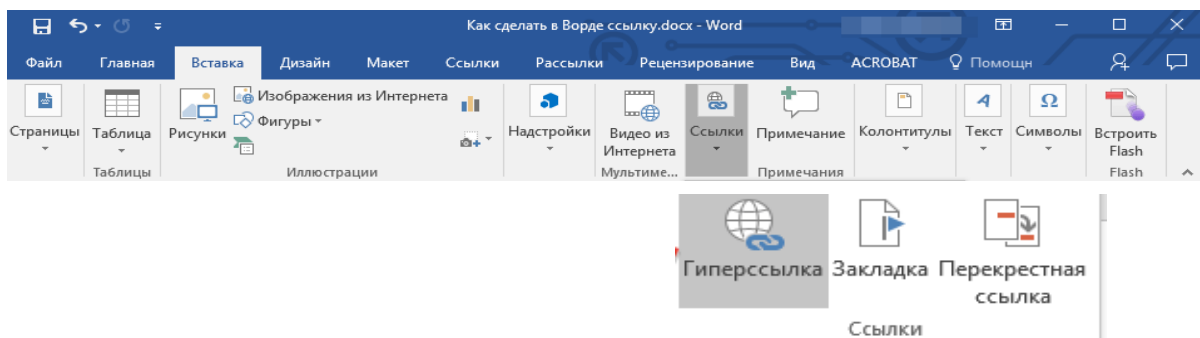 Как сделать в Ворде ссылку.docx - Word
Файл Главная Вставка Дизайн Макет Ссылки Рассылки Рецензирование Вид ACROBAT Помощн
Страницы Таблица Рисунки Изображения из Интернета Надстройки Видео из Ссылки Примечание Колонтитулы Текст Символы Встроить
Фигуры Интернета Flash
Таблицы Иллюстрации Мультиме... Примечания Flash
Гиперссылка Закладка Перекрестная
ссылка
Ссылки